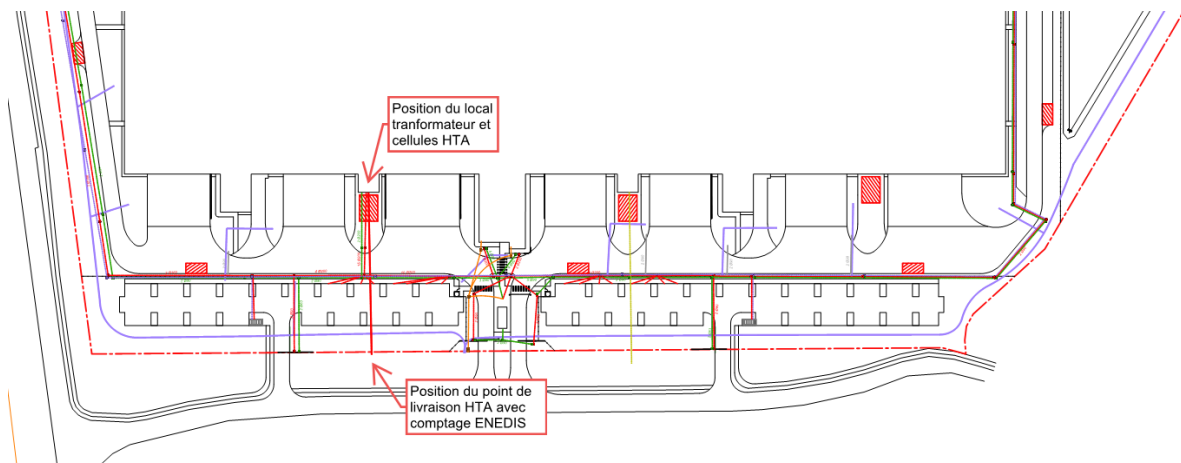 Position du local
tranformateur et
cellules HTA
Position du point de
livraison HTA avec
comptage ENEDIS